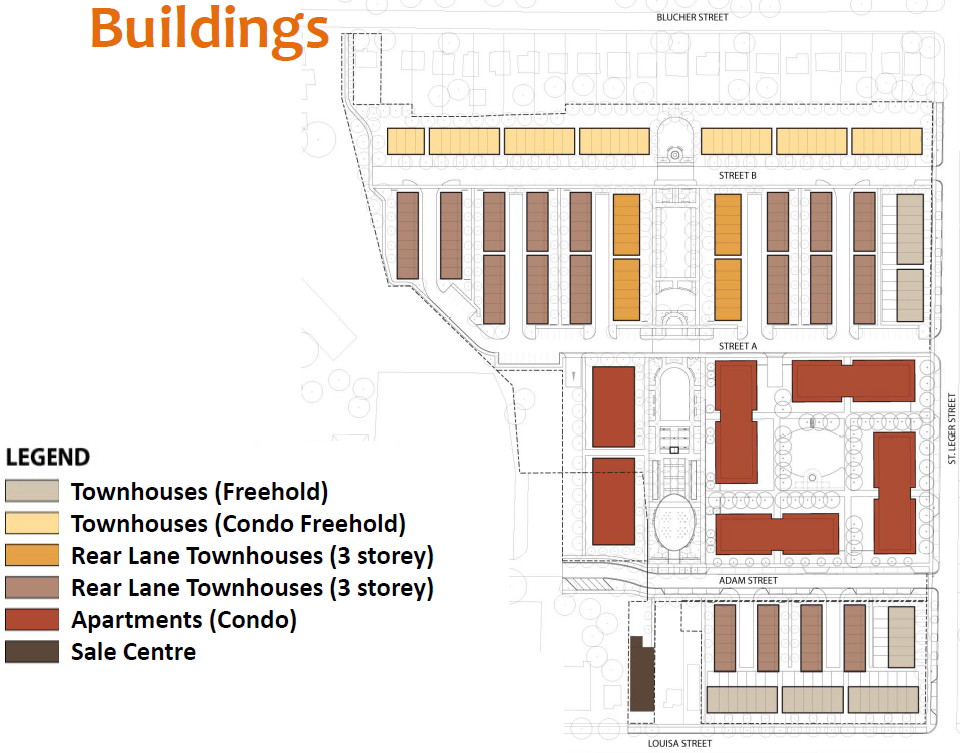 Buildings
BLUCHER STREET
STREET B
STREET A
ST. LEGER STREET
LEGEND
Townhouses (Freehold)
Townhouses (Condo Freehold)
Rear Lane Townhouses (3 storey)
Rear Lane Townhouses (3 storey)
Apartments (Condo)
Sale Centre
ADAM STREET
LOUISA STREET